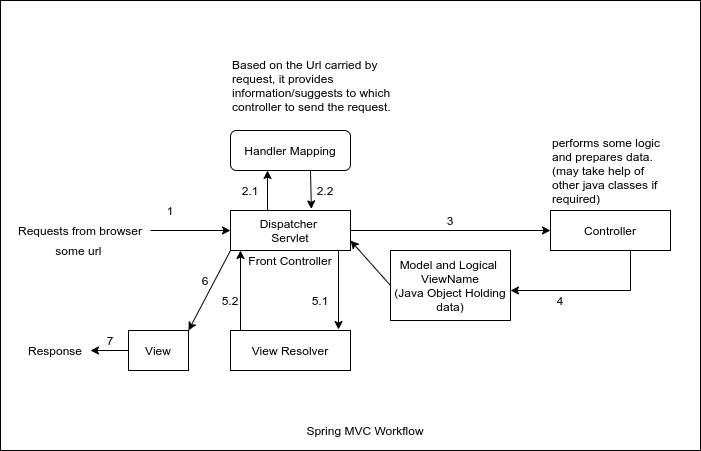 Based on the Url carried by
request, it provides
information/suggests to which
controller to send the request.
Handler Mapping
performs some logic
and prepares data.
(may take help of
other java classes if
required)
2.1
2.2
1
3
Requests from browser
some url
Dispatcher
Servlet
Controller
Front Controller
Model and Logical
ViewName
(Java Object Holding
data)
6
5.2
5.1
4
7
Response
View
View Resolver
Spring MVC Workflow